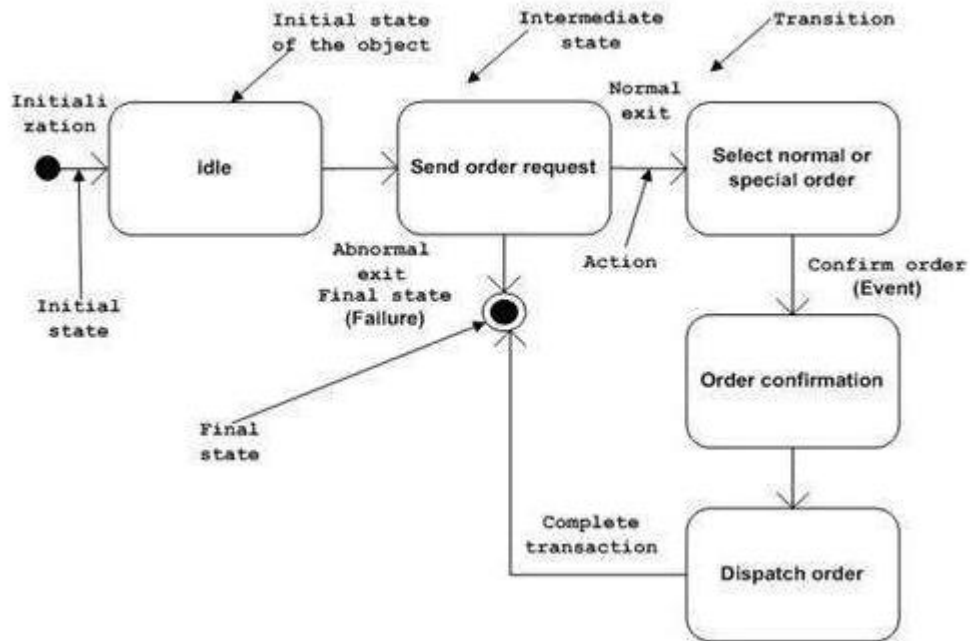 Initial state
of the object
Intermediate
state
Transition
Initiali
zation
Normal
exit
idle
Send order request
Select normal or
special order
Abnormal
exit
Final state
(Failure)
Action
Confirm order
(Event)
Initial
state
Order confirmation
Final
state
Complete
transaction
Dispatch order